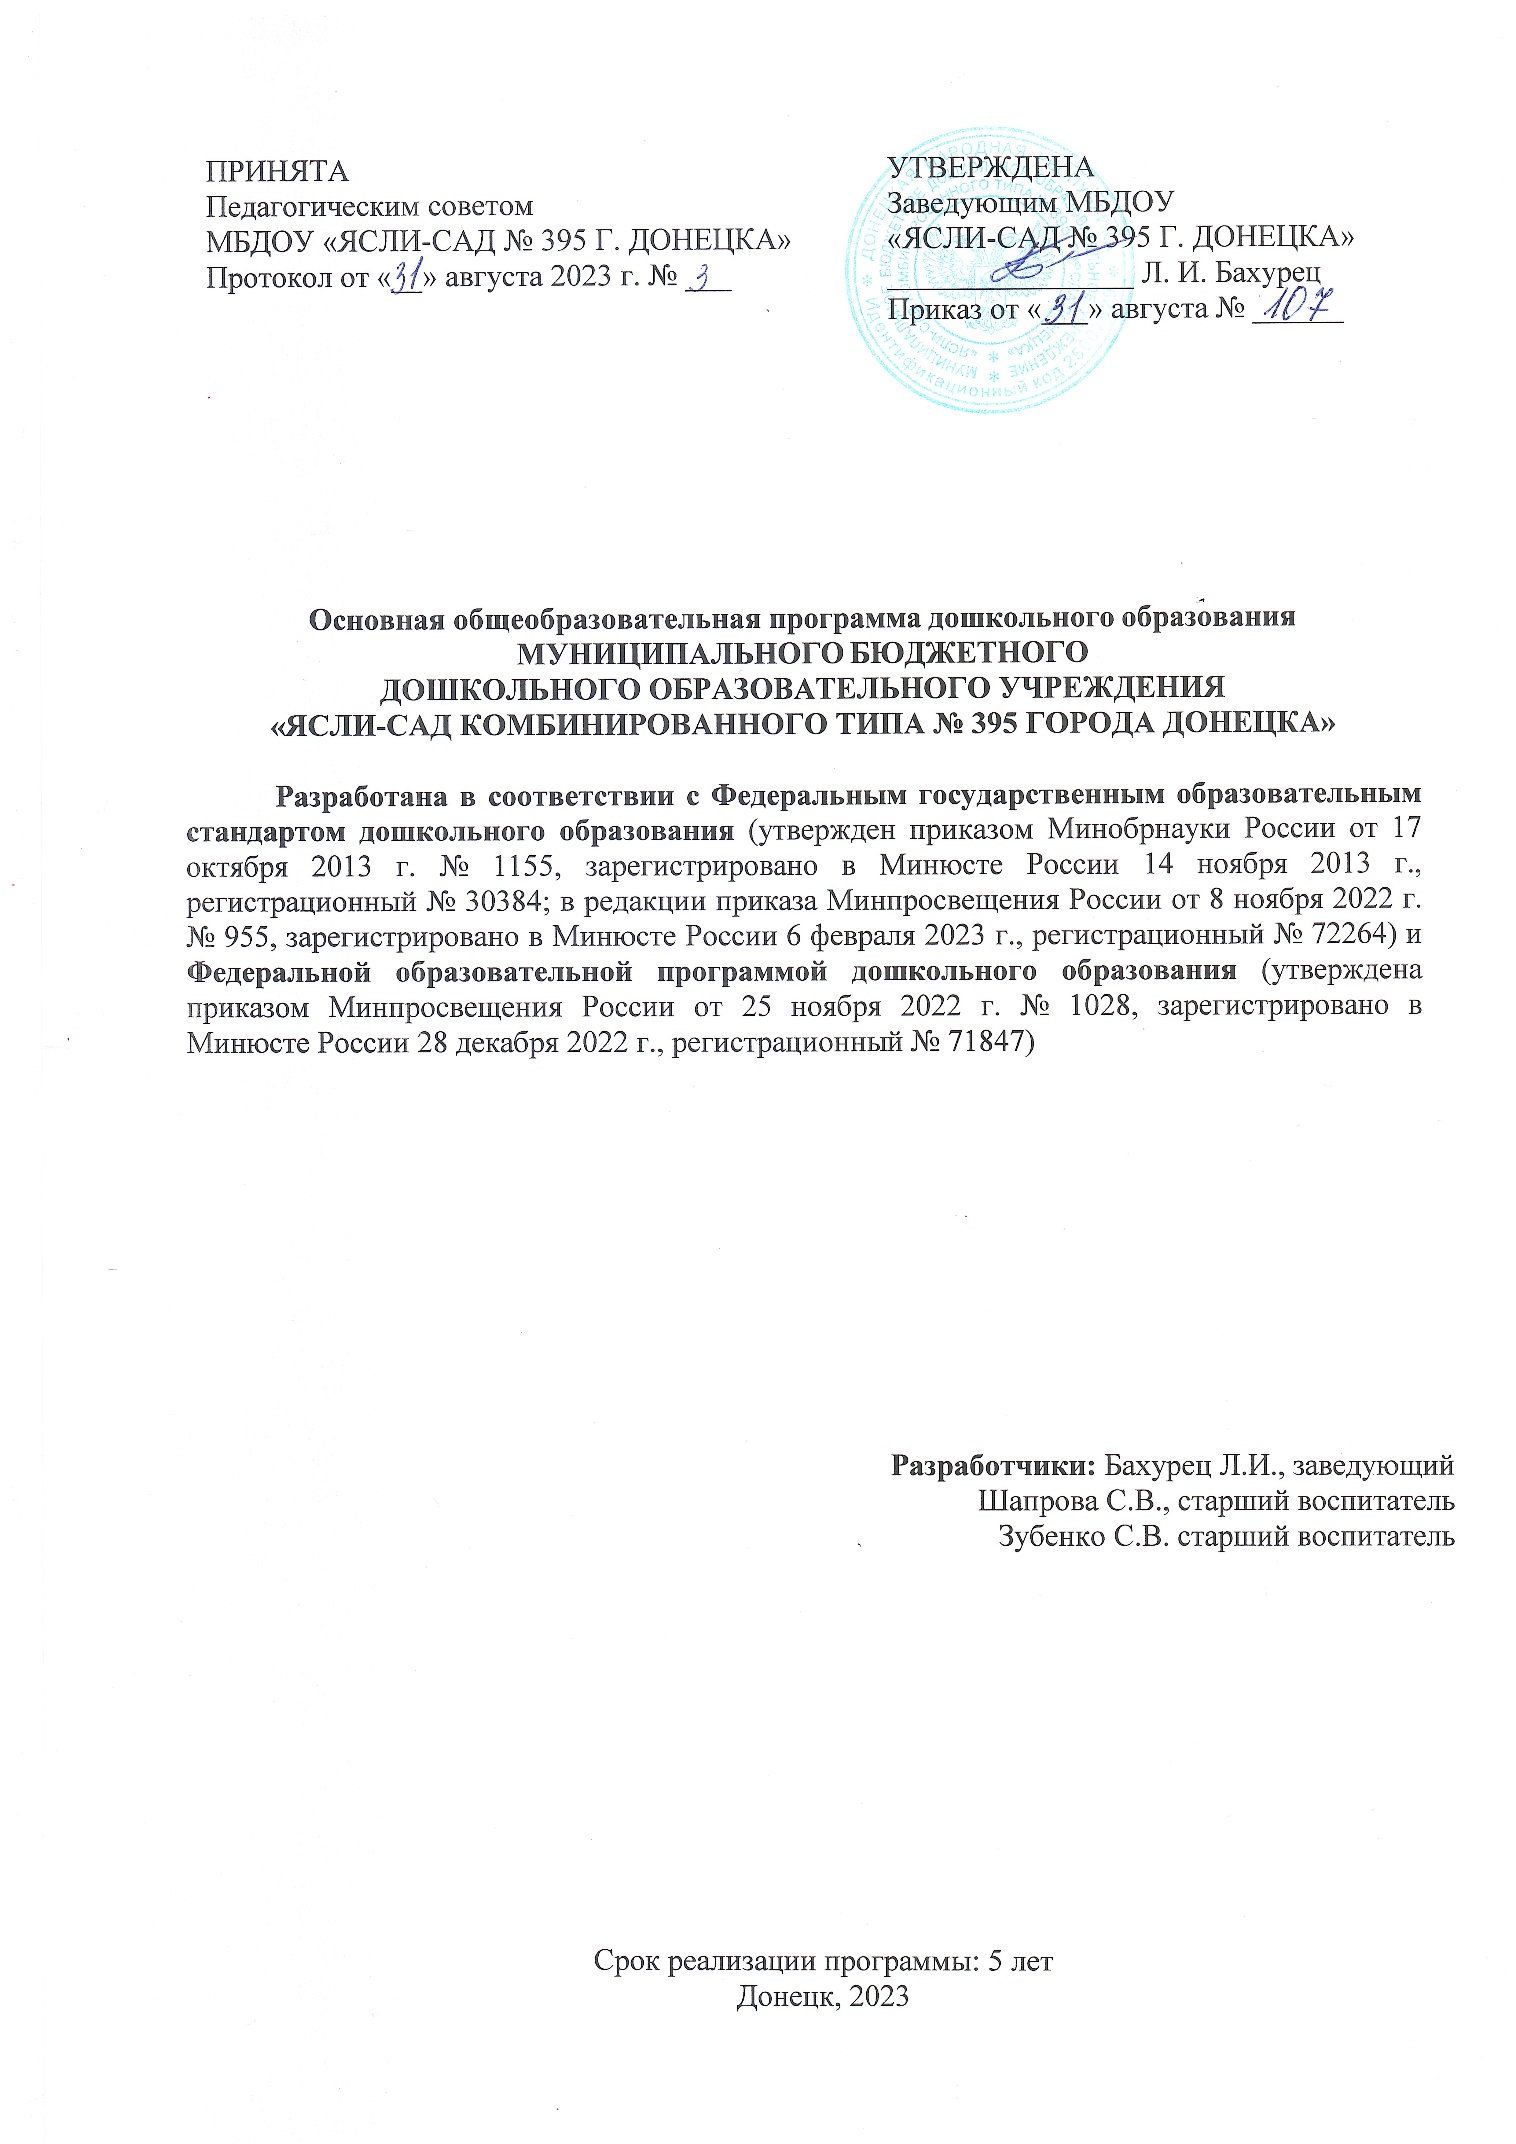 ПРИНЯТА
Педагогическим советом
МБДОУ «ЯСЛИ-САД № 395 Г. ДОНЕЦКА»
Протокол от «31» августа 2023 г. № 3
УТВЕРЖДЕНА
Заведующим МБДОУ
«ЯСЛИ-САД № 395 Г. ДОНЕЦКА»
Л. И. Бахурец
Приказ от «31» августа № 107
Идентификационный код
Основная общеобразовательная программа дошкольного образования
МУНИЦИПАЛЬНОГО БЮДЖЕТНОГО
ДОШКОЛЬНОГО ОБРАЗОВАТЕЛЬНОГО УЧРЕЖДЕНИЯ
«ЯСЛИ-САД КОМБИНИРОВАННОГО ТИПА № 395 ГОРОДА ДОНЕЦКА»
Разработана в соответствии с Федеральным государственным образовательным
стандартом дошкольного образования (утвержден приказом Минобрнауки России от 17
октября 2013 г. № 1155, зарегистрировано в Минюсте России 14 ноября 2013 г.,
регистрационный № 30384; в редакции приказа Минпросвещения России от 8 ноября 2022 г.
№ 955, зарегистрировано в Минюсте России 6 февраля 2023 г., регистрационный № 72264) и
Федеральной образовательной программой дошкольного образования (утверждена
приказом Минпросвещения России от 25 ноября 2022 г. № 1028, зарегистрировано в
Минюсте России 28 декабря 2022 г., регистрационный № 71847)
Разработчики: Бахурец Л.И., заведующий
Шапрова С.В., старший воспитатель
Зубенко С.В. старший воспитатель
Срок реализации программы: 5 лет
Донецк, 2023